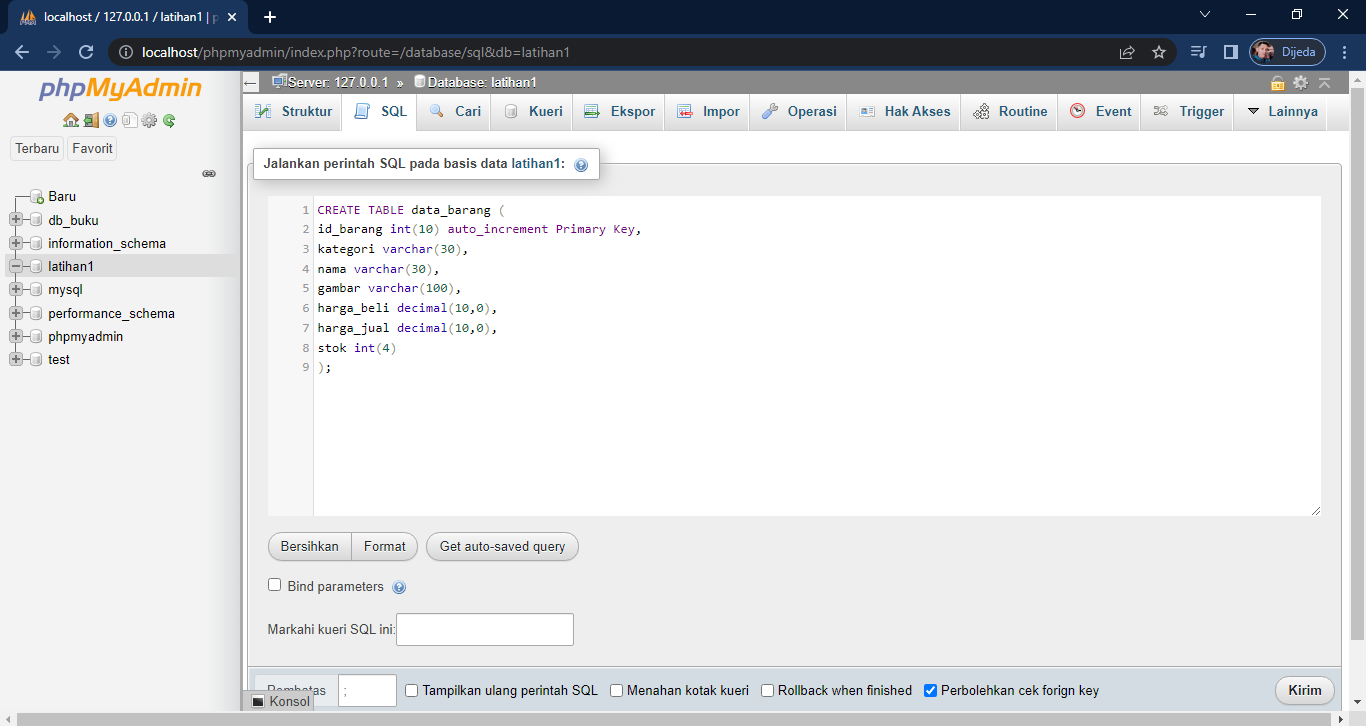 localhost / 127.0.0.1 / latihan1 | p
localhost/phpmyadmin/index.php?route=/database/sql&db=latihan1
Dijeda
phpMyAdmin
Terbaru
Favorit
Baru
db_buku
information_schema
latihan1
mysql
performance_schema
phpmyadmin
test
Server: 127.0.0.1 » Database: latihan1
Struktur
SQL
Cari
Kueri
Ekspor
Impor
Operasi
Hak Akses
Routine
Event
Trigger
Lainnya
Jalankan perintah SQL pada basis data latihan1:
1 CREATE TABLE data_barang (
2 id_barang int(10) auto_increment Primary Key,
3 kategori varchar(30),
4 nama varchar(30),
5 gambar varchar(100),
6 harga_beli decimal(10,0),
7 harga_jual decimal(10,0),
8 stok int(4)
9 );
Bersihkan
Format
Get auto-saved query
Bind parameters
Markahi kueri SQL ini:
Pembatas
;
Tampilkan ulang perintah SQL
Menahan kotak kueri
Rollback when finished
Perbolehkan cek forign key
Kirim
Konsol